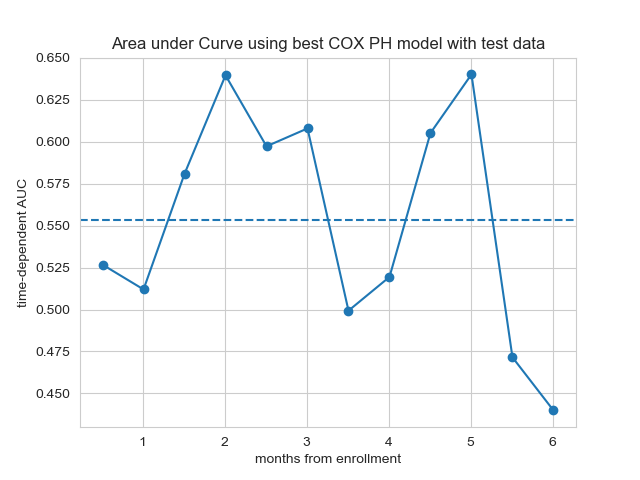 Area under Curve using best COX PH model with test data
0.650
0.625
0.600
0.575
0.550
0.525
0.500
0.475
0.450
time-dependent AUC
1 2 3 4 5 6
months from enrollment